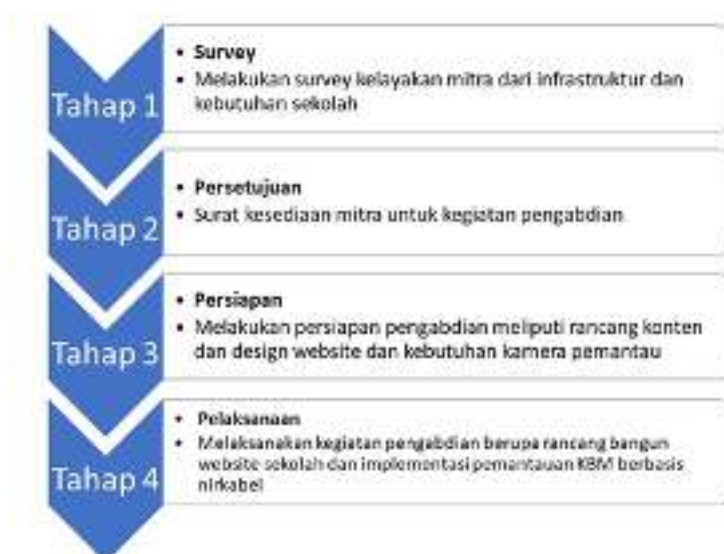 Tahap 1
• Survey
• Melakukan survey kelayakan mitra dari infrastruktur dan
kebutuhan sekolah
Tahap 2
• Persetujuan
• Surat kesediaan mitra untuk kegiatan pengabdian
Tahap 3
• Persiapan
• Melakukan persiapan pengabdian meliputi rancang konten
dan design website dan kebutuhan kamera pemantau
Tahap 4
• Pelaksanaan
• Melaksanakan kegiatan pengabdian berupa rancang bangun
website sekolah dan implementasi pemantauan KBM berbasis
nirkabel